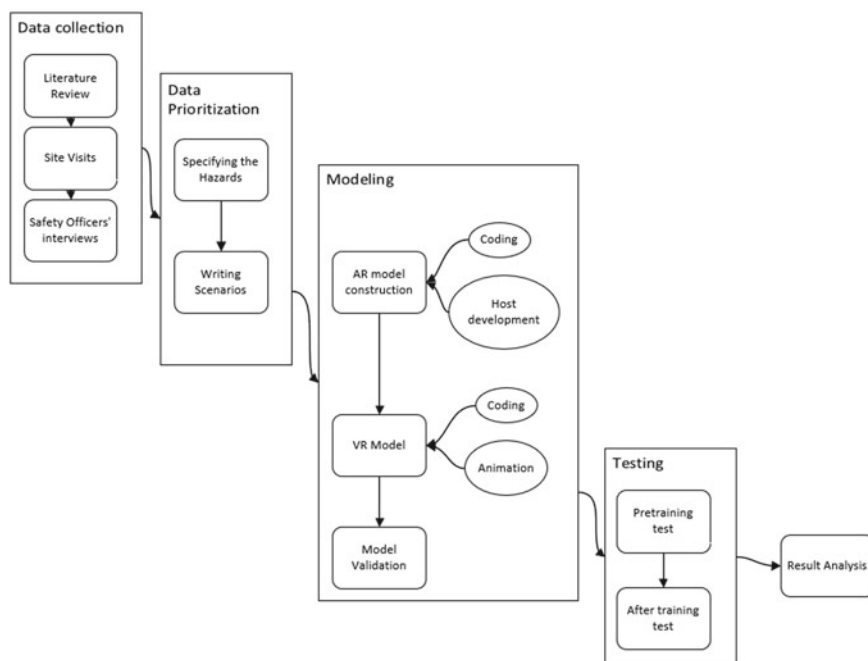 Data collection
Literature
Review
Site Visits
Safety Officers'
interviews
Data
Prioritization
Specifying the
Hazards
Writing
Scenarios
Modeling
AR model
construction
Coding
Host
development
VR Model
Coding
Animation
Model
Validation
Testing
Pretraining
test
After training
test
Result Analysis